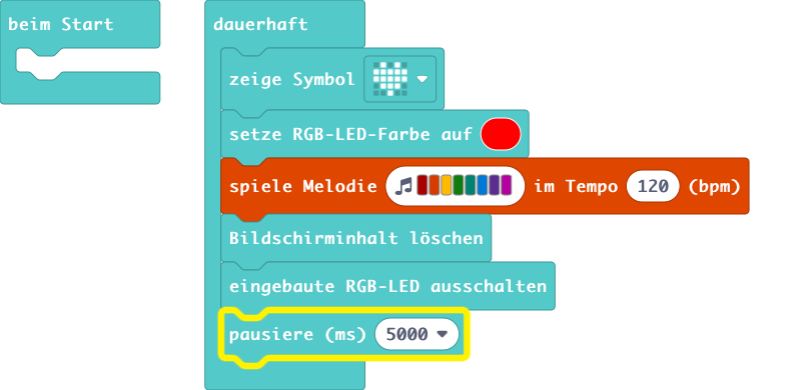 beim Start
dauerhaft
zeige Symbol
setze RGB-LED-Farbe auf
spiele Melodie im Tempo 120 (bpm)
Bildschirminhalt löschen
eingebaute RGB-LED ausschalten
pausiere (ms) 5000